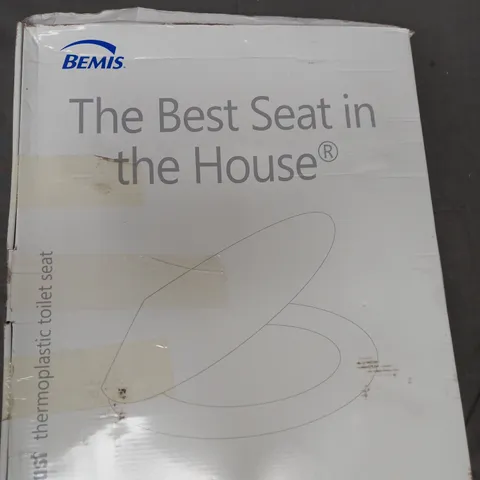 BEMIS
The Best Seat in
the House®
thermoplastic toilet seat